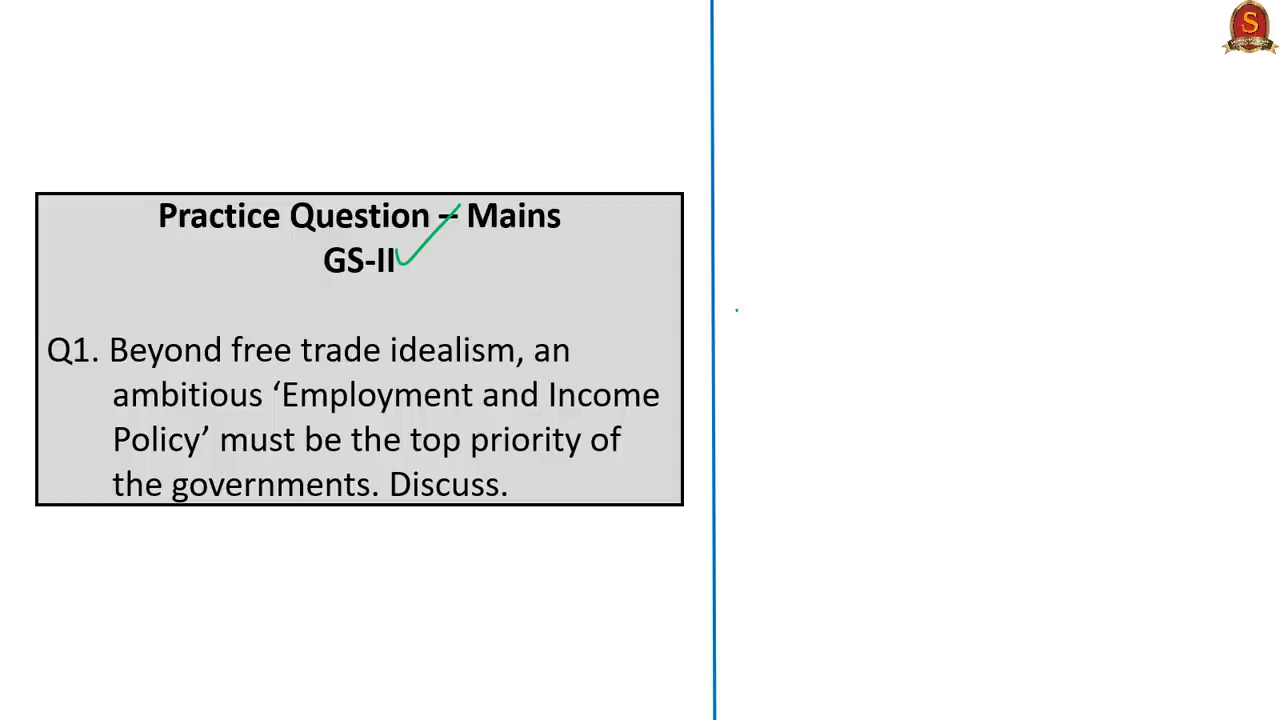 Practice Question – Mains
GS-II
Q1. Beyond free trade idealism, an
ambitious ‘Employment and Income
Policy’ must be the top priority of
the governments. Discuss.
S